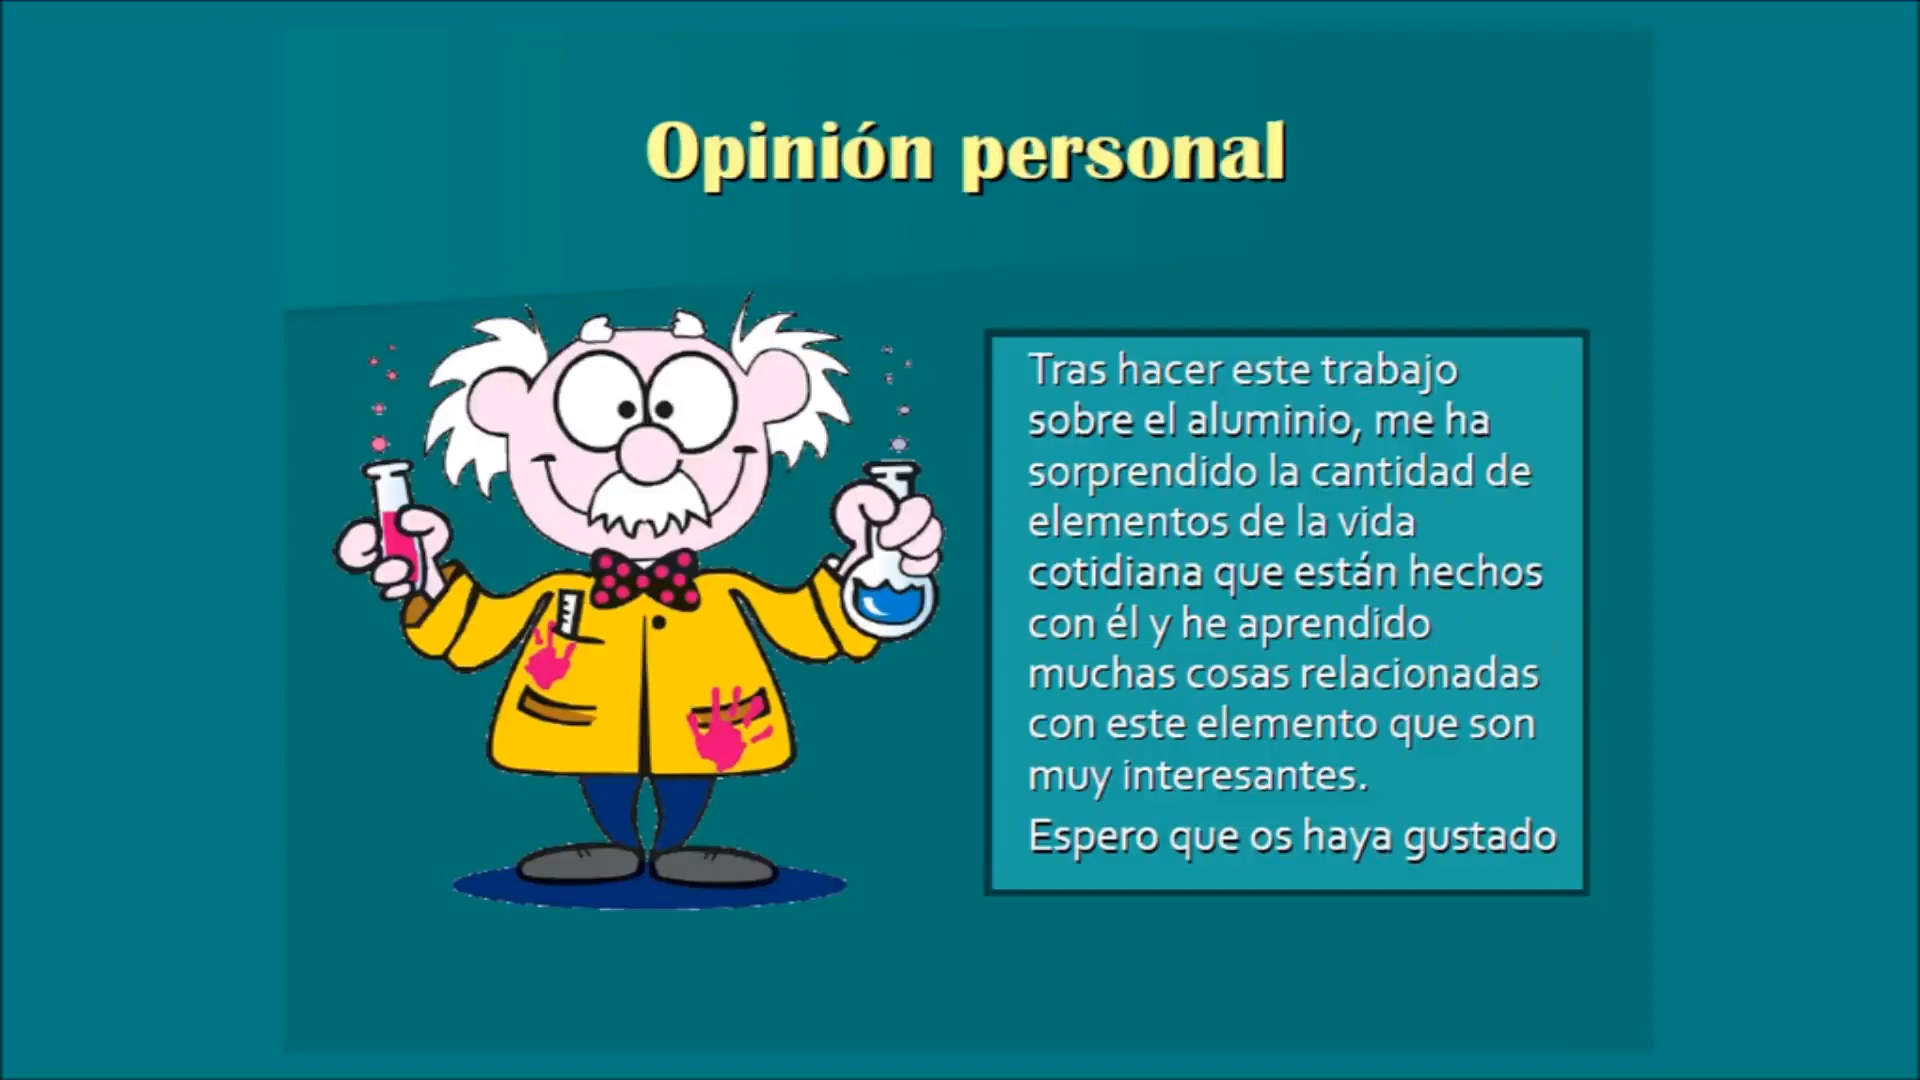 Opinión personal
Tras hacer este trabajo
sobre el aluminio, me ha
sorprendido la cantidad de
elementos de la vida
cotidiana que están hechos
con él y he aprendido
muchas cosas relacionadas
con este elemento que son
muy interesantes.
Espero que os haya gustado